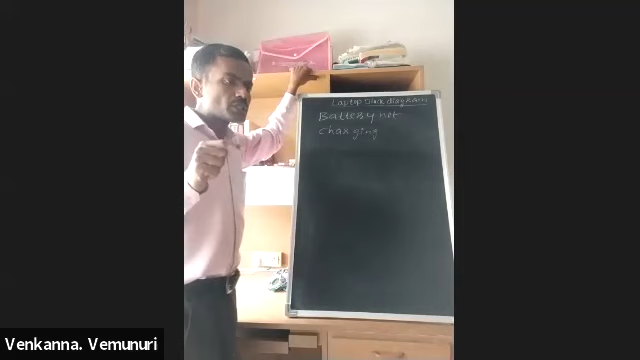 Laptop block diagram
Battery not
charging
Venkanna. Vemunuri